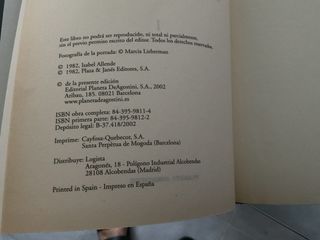 Este libro no podrá ser reproducido, ni total ni parcialmente,
sin el previo permiso escrito del editor. Todos los derechos reservados.
Fotografía de la portada: © Marcia Lieberman
© 1982, Isabel Allende
© 1982, Plaza & Janés Editores, S.A.
© de la presente edición
Editorial Planeta DeAgostini, S.A., 2002
Aribau, 185. 08021 Barcelona
www.planetadeagostini.es
ISBN obra completa: 84-395-9811-4
ISBN primera parte: 84-395-9812-2
Depósito legal: B-37.418/2002
Imprime: Cayfosa-Quebecor, S.A.
Santa Perpètua de Mogoda (Barcelona)
Distribuye: Logista
Aragonés, 18 - Polígono Industrial Alcobendas
28108 Alcobendas (Madrid)
Printed in Spain - Impreso en España